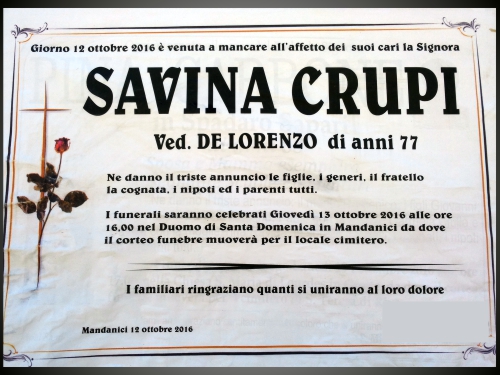 Giorno 12 ottobre 2016 è venuta a mancare all'affetto dei suoi cari la Signora
SAVINA CRUPI
Ved. DE LORENZO di anni 77
Ne danno il triste annuncio le figlie, i generi, il fratello
la cognata, i nipoti ed i parenti tutti.
I funerali saranno celebrati Giovedì 13 ottobre 2016 alle ore
16,00 nel Duomo di Santa Domenica in Mandanici da dove
il corteo funebre muoverà per il locale cimitero.
I familiari ringraziano quanti si uniranno al loro dolore
Mandanici 12 ottobre 2016